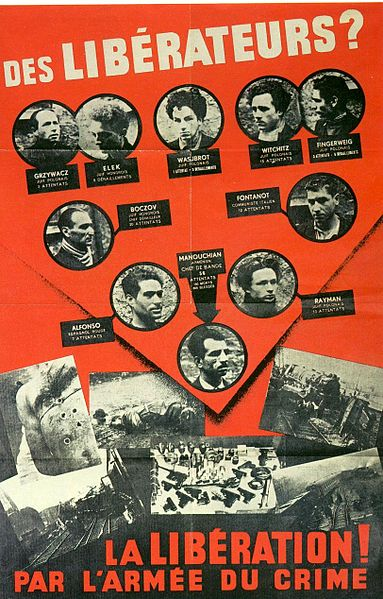 DES LIBÉRATEURS?
GRZYWACZ
JUIF POLONAIS
2 ATTENTATS
ELEK
JUIF HONGROIS
8 DÉRAILLEMENTS
WASJBROT
JUIF POLONAIS
1 ATTENTAT - 3 DÉRAILLEMENTS
WITCHITZ
JUIF POLONAIS
15 ATTENTATS
FINGERWEIG
JUIF POLONAIS
3 ATTENTATS - 5 DÉRAILLEMENTS
BOCZOV
JUIF HONGROIS
CHEF DÉRAILLEUR
20 ATTENTATS
FONTANOT
COMMUNISTE ITALIEN
12 ATTENTATS
MANOUCHIAN
ARMÉNIEN
CHEF DE BANDE
56
ATTENTATS
150 MORTS
600 BLESSÉS
ALFONSO
ESPAGNOL ROUGE
7 ATTENTATS
RAYMAN
JUIF POLONAIS
13 ATTENTATS
LA LIBÉRATION!
PAR L'ARMÉE DU CRIME